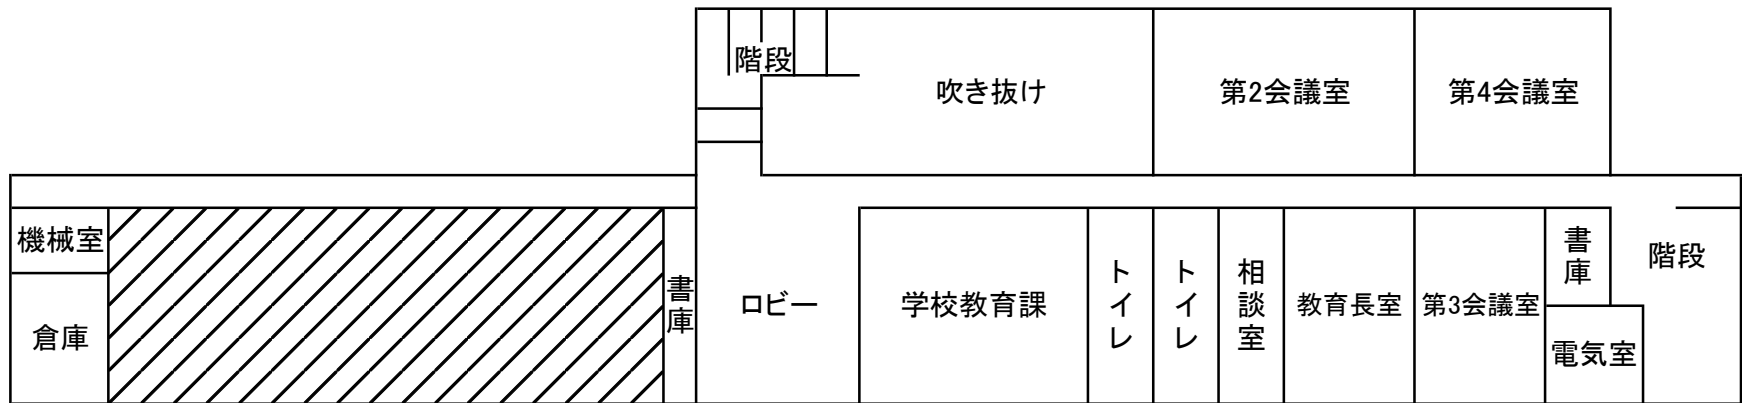 階段
吹き抜け
第2会議室
第4会議室
機械室
倉庫
書庫
ロビー
学校教育課
トイレ
トイレ
相談室
教育長室
第3会議室
書庫
電気室
階段